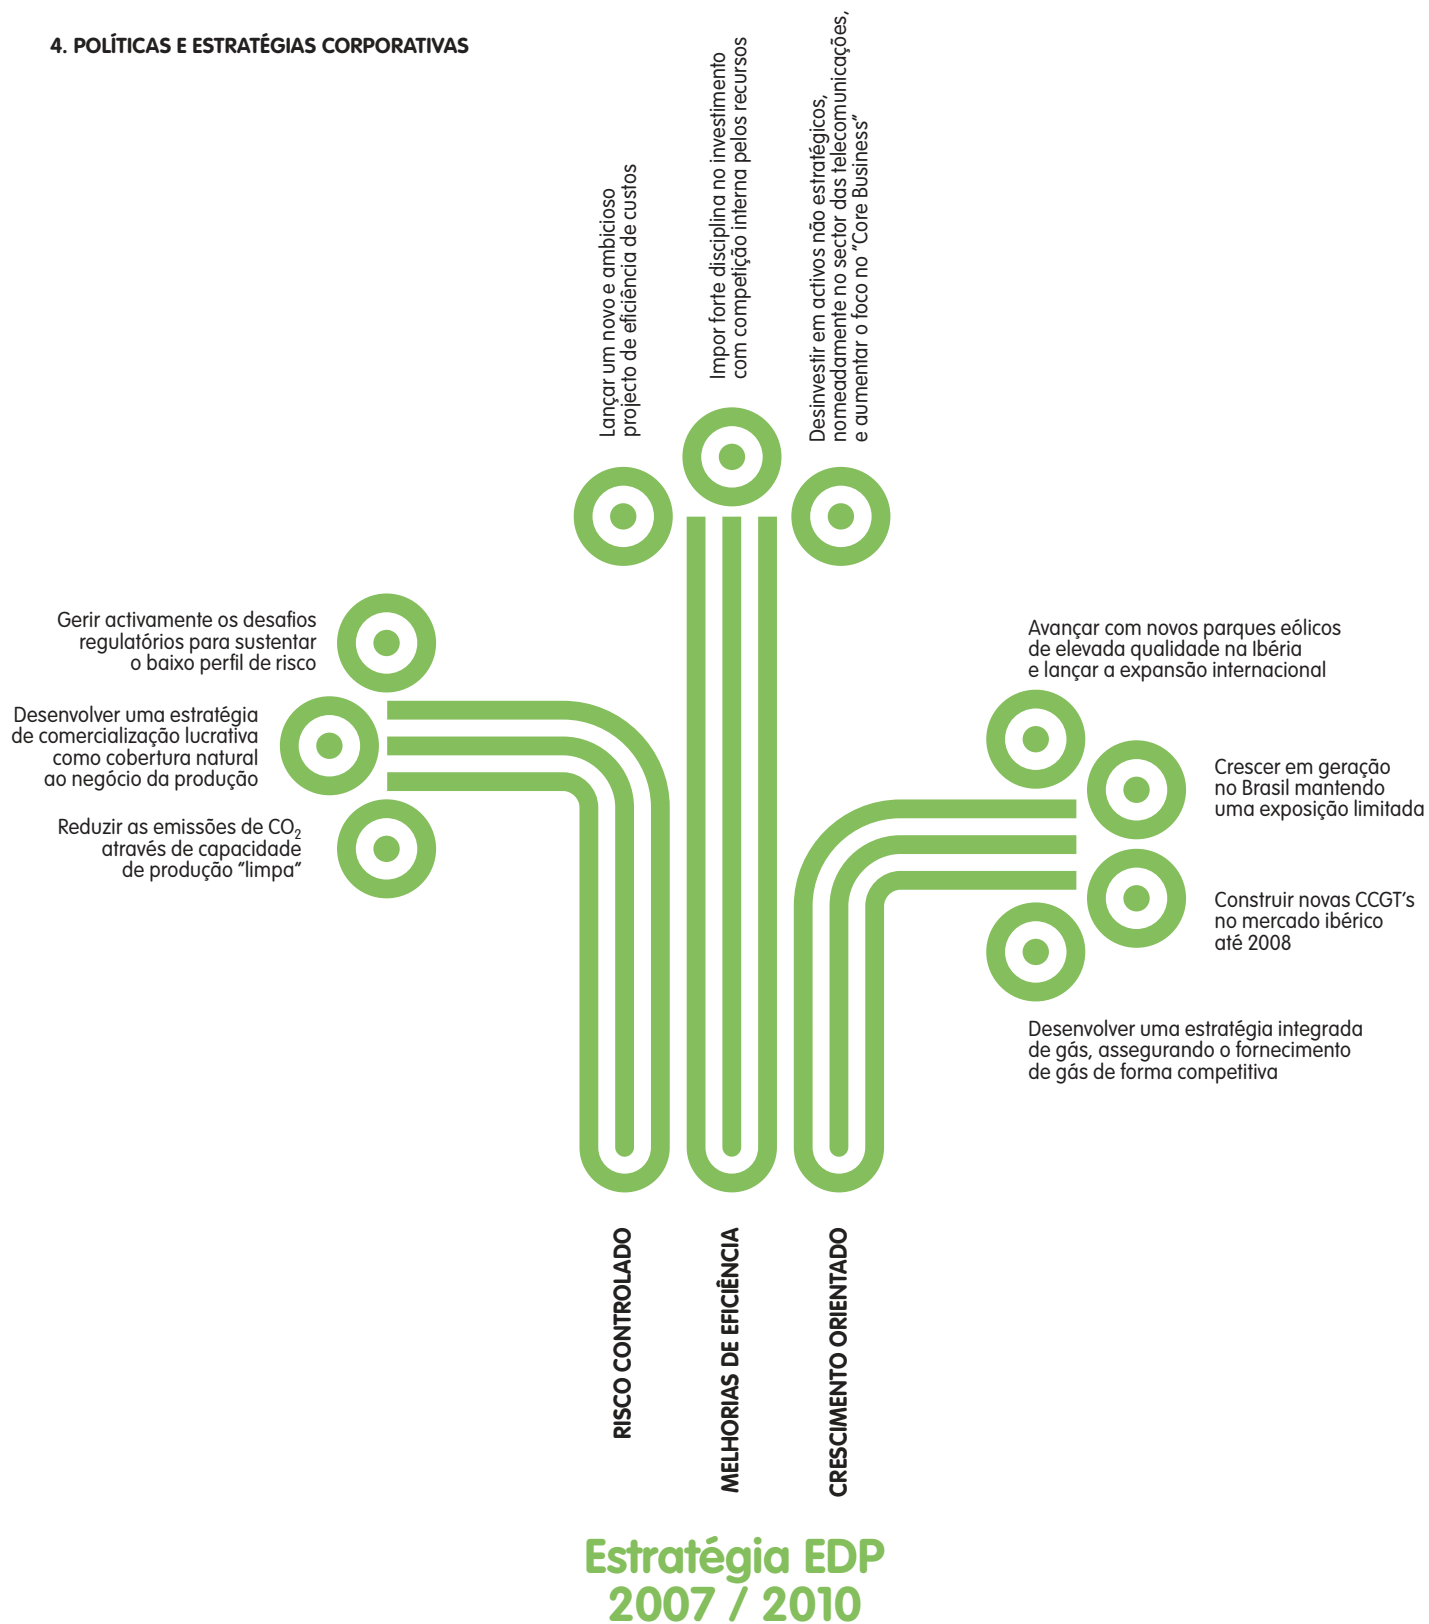 4. POLÍTICAS E ESTRATÉGIAS CORPORATIVAS
Lançar um novo e ambicioso
projecto de eficiência de custos
Impor forte disciplina no investimento
com competição interna pelos recursos
Desinvestir em activos não estratégicos,
nomeadamente no sector das telecomunicações,
e aumentar o foco no "Core Business"
Gerir activamente os desafios
regulatórios para sustentar
o baixo perfil de risco
Desenvolver uma estratégia
de comercialização lucrativa
como cobertura natural
ao negócio da produção
Reduzir as emissões de CO₂
através de capacidade
de produção "limpa"
Avançar com novos parques eólicos
de elevada qualidade na Ibéria
e lançar a expansão internacional
Crescer em geração
no Brasil mantendo
uma exposição limitada
Construir novas CCGT's
no mercado ibérico
até 2008
Desenvolver uma estratégia integrada
de gás, assegurando o fornecimento
de gás de forma competitiva
RISCO CONTROLADO
MELHORIAS DE EFICIÊNCIA
CRESCIMENTO ORIENTADO
Estratégia EDP
2007 / 2010